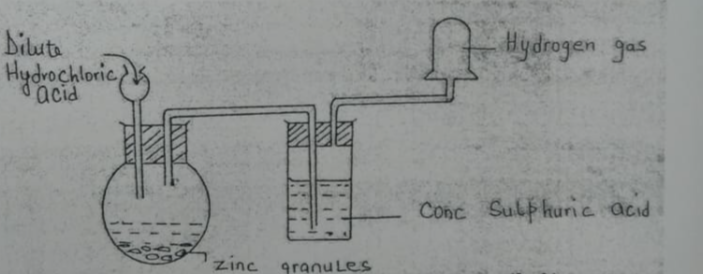 Dilute
Hydrochloric
acid
Hydrogen gas
Conc Sulphuric acid
zinc granules